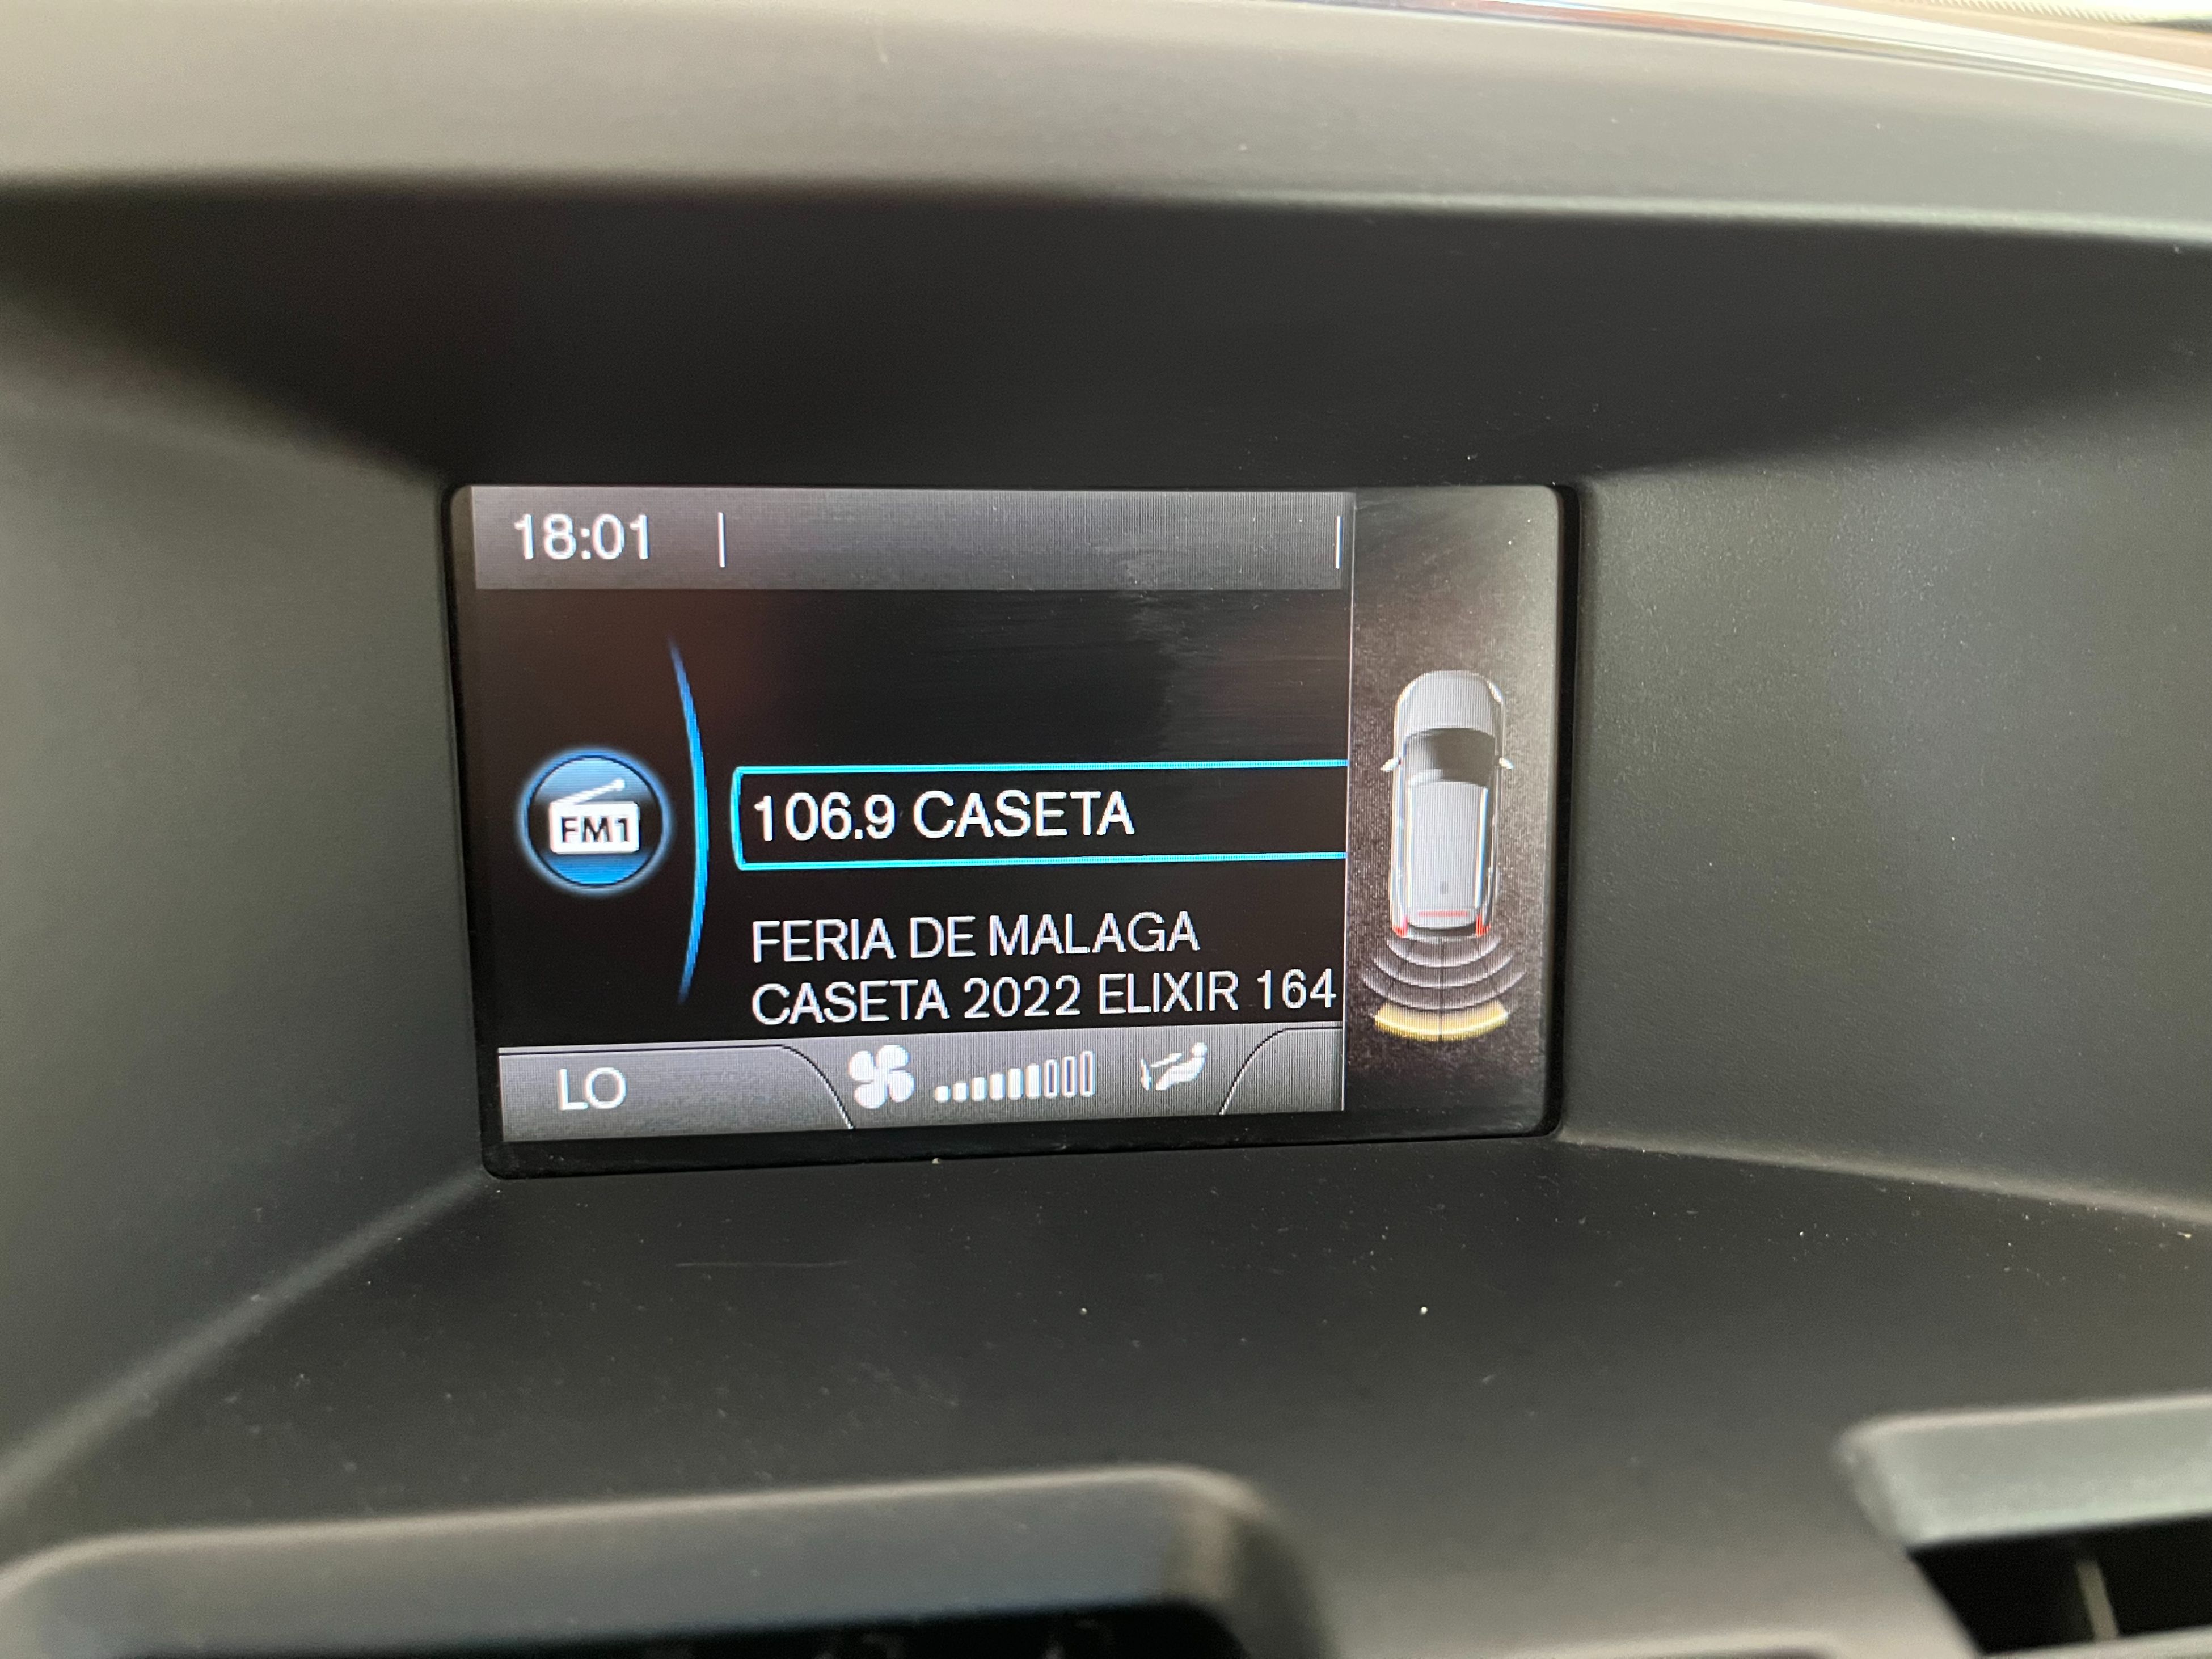 18:01
FM1
106.9 CASETA
FERIA DE MALAGA
CASETA 2022 ELIXIR 164
LO